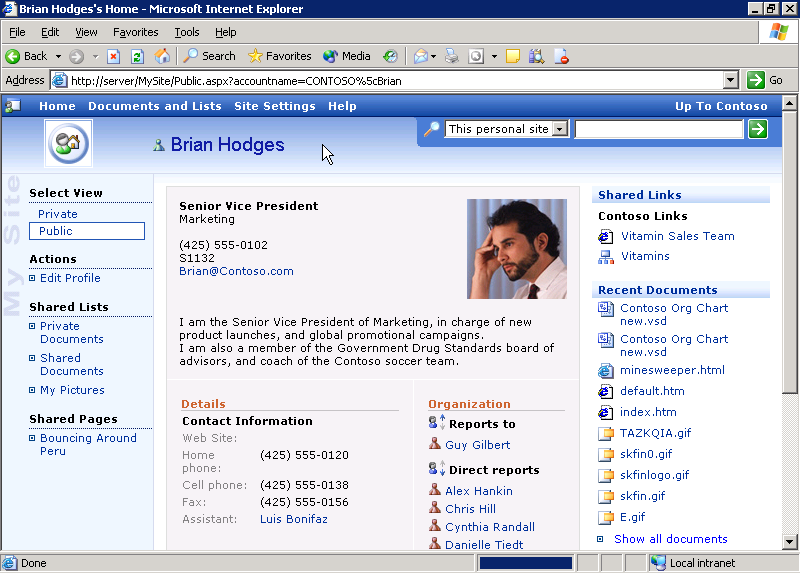 Brian Hodges's Home - Microsoft Internet Explorer
File Edit View Favorites Tools Help
Back Search Favorites Media
Address http://server/MySite/Public.aspx?accountname=CONTOSO%5cBrian Go
Home Documents and Lists Site Settings Help Up To Contoso
Brian Hodges
This personal site
My Site
Select View
Private
Public
Actions
Edit Profile
Shared Lists
Private
Documents
Shared
Documents
My Pictures
Shared Pages
Bouncing Around
Peru
Senior Vice President
Marketing
(425) 555-0102
S1132
Brian@Contoso.com
I am the Senior Vice President of Marketing, in charge of new
product launches, and global promotional campaigns.
I am also a member of the Government Drug Standards board of
advisors, and coach of the Contoso soccer team.
Details
Contact Information
Web Site:
Home
phone: (425) 555-0120
Cell phone: (425) 555-0138
Fax: (425) 555-0156
Assistant: Luis Bonifaz
Organization
Reports to
Guy Gilbert
Direct reports
Alex Hankin
Chris Hill
Cynthia Randall
Danielle Tiedt
Shared Links
Contoso Links
Vitamin Sales Team
Vitamins
Recent Documents
Contoso Org Chart
new.vsd
Contoso Org Chart
new.vsd
minesweeper.html
default.htm
index.htm
TAZKQIA.gif
skfin0.gif
skfinlogo.gif
skfin.gif
E.gif
Show all documents
Done Local intranet